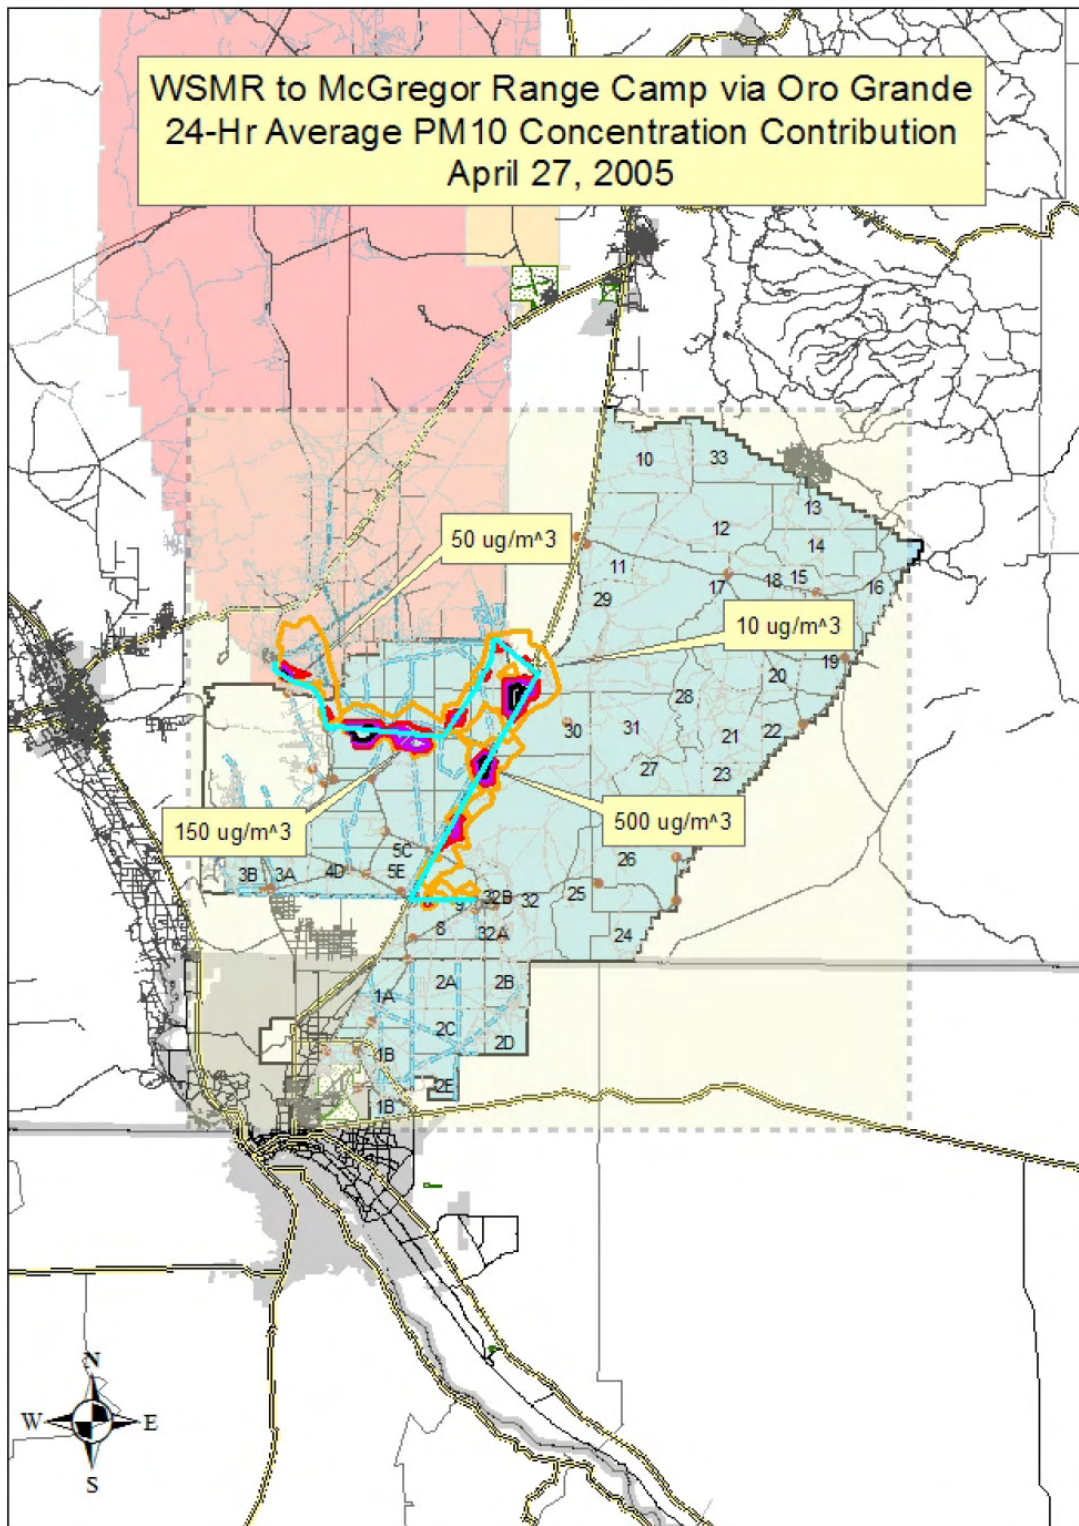 WSMR to McGregor Range Camp via Oro Grande
24-Hr Average PM10 Concentration Contribution
April 27, 2005
10
33
13
50 ug/m^3
12
14
11
17
18
15
16
29
10 ug/m^3
19
20
28
30
31
21
22
27
23
150 ug/m^3
500 ug/m^3
5C
26
3B
3A
4D
5E
25
32B
32
9
8
32A
24
2A
2B
1A
2C
2D
1B
2E
1B
N
W
E
S